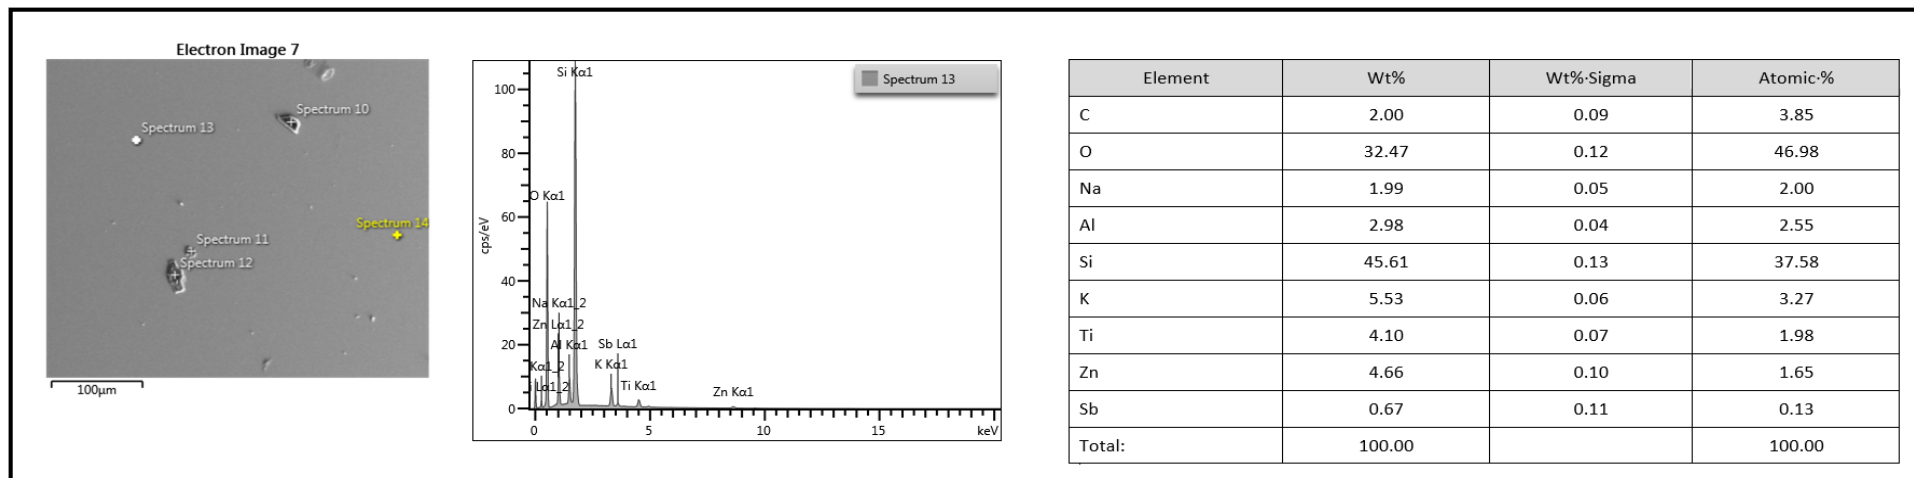 Electron Image 7
Spectrum 10
Spectrum 13
Spectrum 14
Spectrum 11
Spectrum 12
100µm
Spectrum 13
Si Kα1
100
80
O Kα1
60
cps/eV
40
Na Kα1_2
Zn Lα1_2
20
Al Kα1
Sb Lα1
Kα1_2
K Kα1
Lα1_2
Ti Kα1
Zn Kα1
0
0 5 10 15 keV
Element Wt% Wt%·Sigma Atomic·%
C 2.00 0.09 3.85
O 32.47 0.12 46.98
Na 1.99 0.05 2.00
Al 2.98 0.04 2.55
Si 45.61 0.13 37.58
K 5.53 0.06 3.27
Ti 4.10 0.07 1.98
Zn 4.66 0.10 1.65
Sb 0.67 0.11 0.13
Total: 100.00 100.00